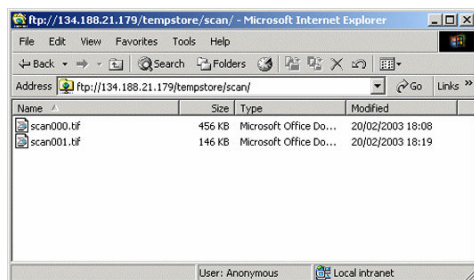 ftp://134.188.21.179/tempstore/scan/ - Microsoft Internet Explorer
File Edit View Favorites Tools Help
Back Search Folders
Address ftp://134.188.21.179/tempstore/scan/ Go Links »
Name Size Type Modified
scan000.tif 456 KB Microsoft Office Do... 20/02/2003 18:08
scan001.tif 146 KB Microsoft Office Do... 20/02/2003 18:19
User: Anonymous Local intranet